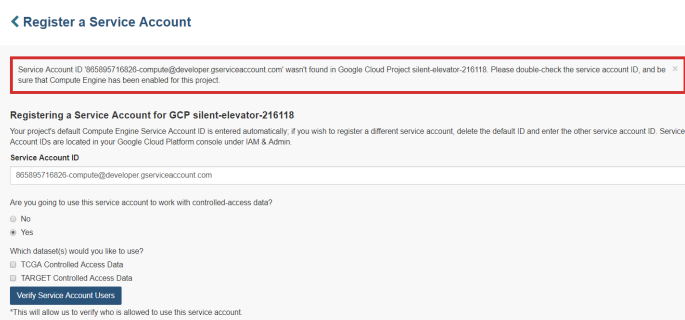 Register a Service Account
Service Account ID '865895716826-compute@developer.gserviceaccount.com' wasn't found in Google Cloud Project silent-elevator-216118. Please double-check the service account ID, and be ×
sure that Compute Engine has been enabled for this project.
Registering a Service Account for GCP silent-elevator-216118
Your project's default Compute Engine Service Account ID is entered automatically; if you wish to register a different service account, delete the default ID and enter the other service account ID. Service
Account IDs are located in your Google Cloud Platform console under IAM & Admin.
Service Account ID
865895716826-compute@developer.gserviceaccount.com
Are you going to use this service account to work with controlled-access data?
No
Yes
Which dataset(s) would you like to use?
TCGA Controlled Access Data
TARGET Controlled Access Data
Verify Service Account Users
*This will allow us to verify who is allowed to use this service account.